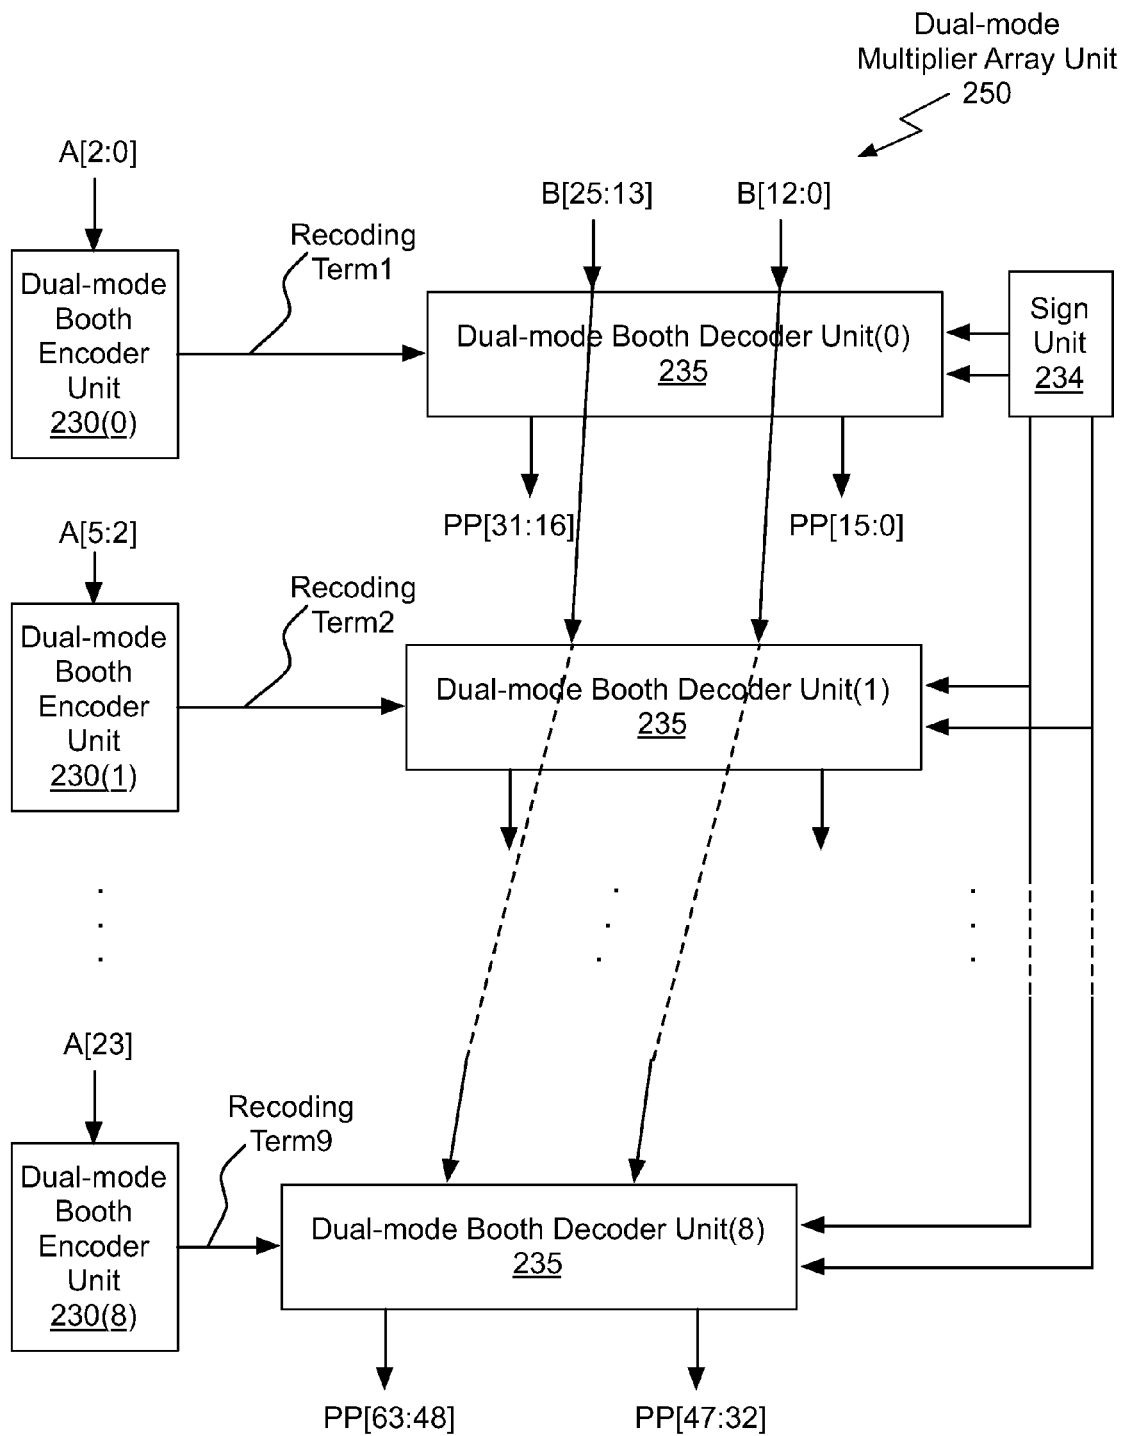 Dual-mode
Multiplier Array Unit
250
A[2:0]
B[25:13]
B[12:0]
Recoding
Term1
Dual-mode
Booth
Encoder
Unit
230(0)
Dual-mode Booth Decoder Unit(0)
235
Sign
Unit
234
PP[31:16]
PP[15:0]
A[5:2]
Recoding
Term2
Dual-mode
Booth
Encoder
Unit
230(1)
Dual-mode Booth Decoder Unit(1)
235
A[23]
Recoding
Term9
Dual-mode
Booth
Encoder
Unit
230(8)
Dual-mode Booth Decoder Unit(8)
235
PP[63:48]
PP[47:32]